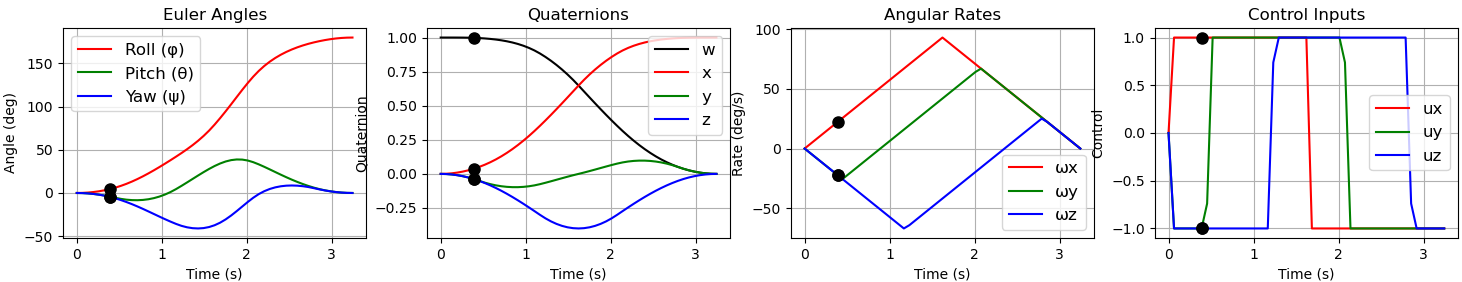 Euler Angles
Angle (deg)
150
100
50
0
−50
Roll (φ)
Pitch (θ)
Yaw (ψ)
0
1
2
3
Time (s)
Quaternions
Quaternion
1.00
0.75
0.50
0.25
0.00
−0.25
w
x
y
z
0
1
2
3
Time (s)
Angular Rates
Rate (deg/s)
100
50
0
−50
ωx
ωy
ωz
0
1
2
3
Time (s)
Control Inputs
Control
1.0
0.5
0.0
−0.5
−1.0
ux
uy
uz
0
1
2
3
Time (s)